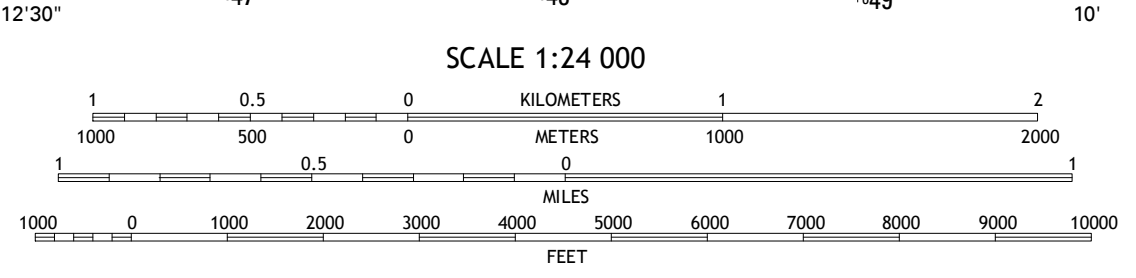 12'30" 10'
SCALE 1:24 000
1 0.5 0 KILOMETERS 1 2
1000 500 0 METERS 1000 2000
1 0.5 0 1
MILES
1000 0 1000 2000 3000 4000 5000 6000 7000 8000 9000 10000
FEET